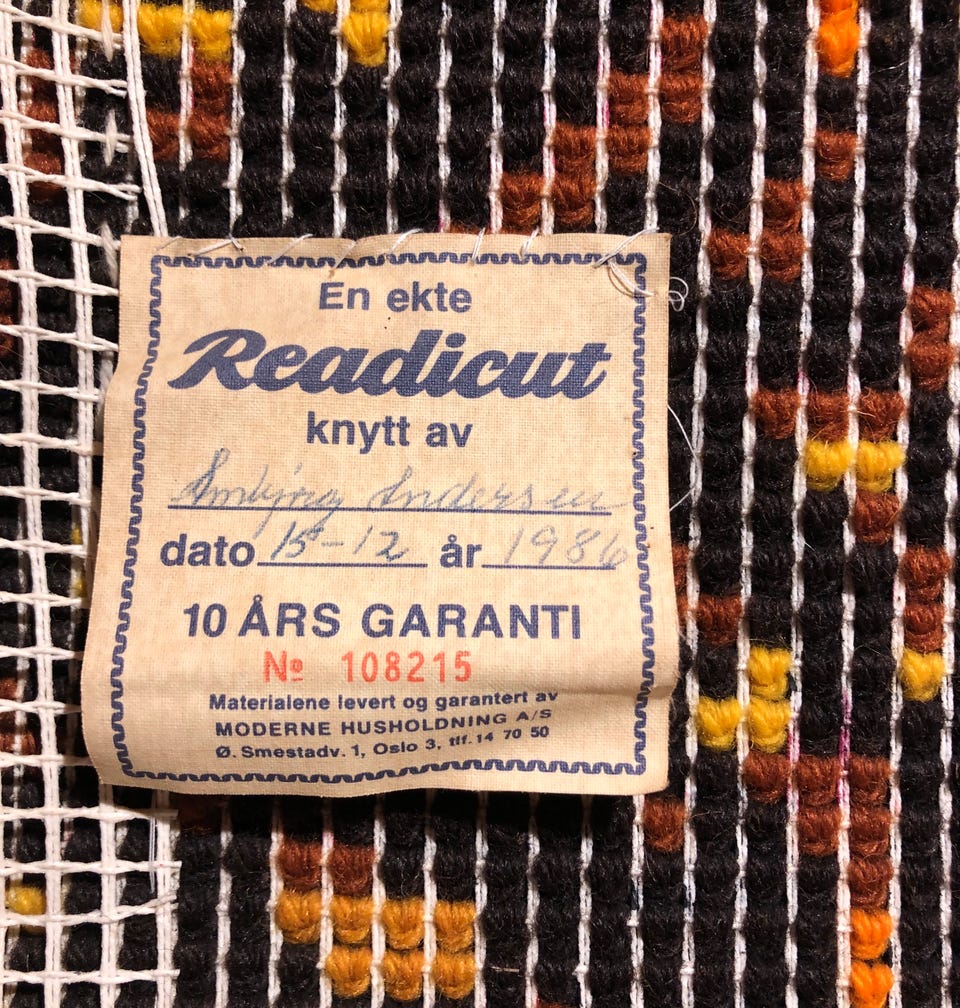 En ekte
Readicut
knytt av
Andersen
dato 15-12 år 1986
10 ÅRS GARANTI
Nº 108215
Materialene levert og garantert av
MODERNE HUSHOLDNING A/S
Ø. Smestadv. 1, Oslo 3, tlf. 14 70 50